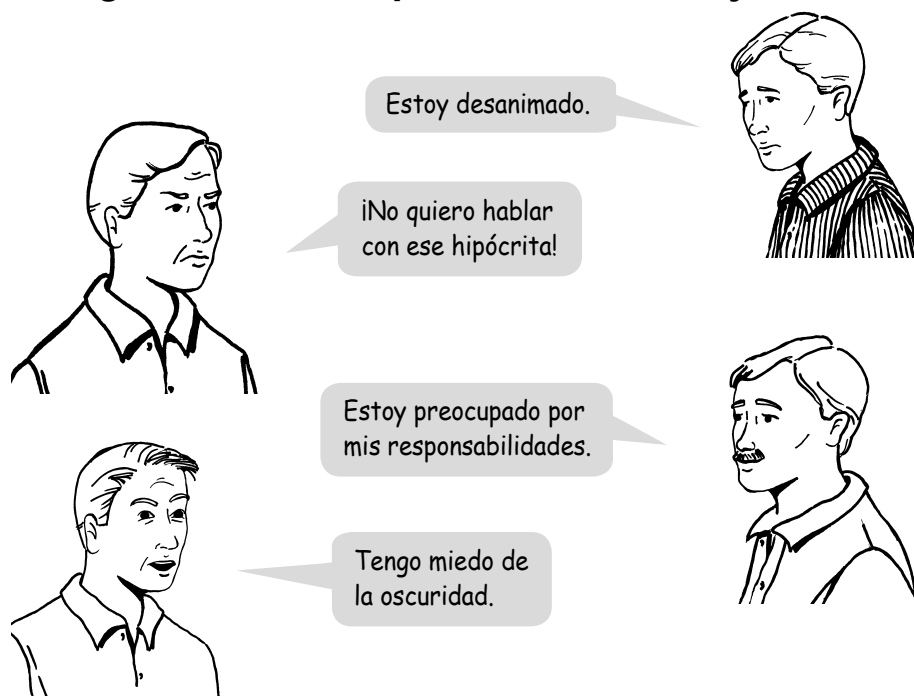 Estoy desanimado.
¡No quiero hablar
con ese hipócrita!
Estoy preocupado por
mis responsabilidades.
Tengo miedo de
la oscuridad.